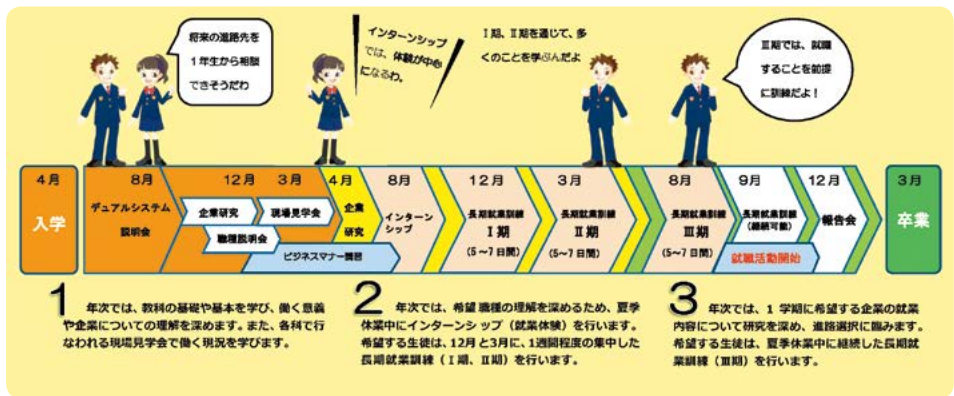 将来の進路先を
１年生から相談
できそうだわ
インターンシップ
では、体験が中心
になるわ。
Ⅰ期、Ⅱ期を通じて、多
くのことを学ぶんだよ
Ⅲ期では、就職
することを前提
に訓練だよ！
4月
入学
8月
デュアルシステム
説明会
12月
3月
企業研究
現場見学会
職種説明会
ビジネスマナー講習
4月
企業
研究
8月
インターン
シップ
12月
長期就業訓練
Ⅰ期
(5～7日間)
3月
長期就業訓練
Ⅱ期
(5～7日間)
8月
長期就業訓練
Ⅲ期
(5～7日間)
9月
長期就業訓練
(継続可能)
就職活動開始
12月
報告会
3月
卒業
1 年次では、教科の基礎や基本を学び、働く意義
や企業についての理解を深めます。また、各科で行
なわれる現場見学会で働く現況を学びます。
2 年次では、希望職種の理解を深めるため、夏季
休業中にインターンシップ（就業体験）を行います。
希望する生徒は、12月と3月に、1週間程度の集中した
長期就業訓練（Ⅰ期、Ⅱ期）を行います。
3 年次では、１学期に希望する企業の就業
内容について研究を深め、進路選択に臨みます。
希望する生徒は、夏季休業中に継続した長期就
業訓練（Ⅲ期）を行います。